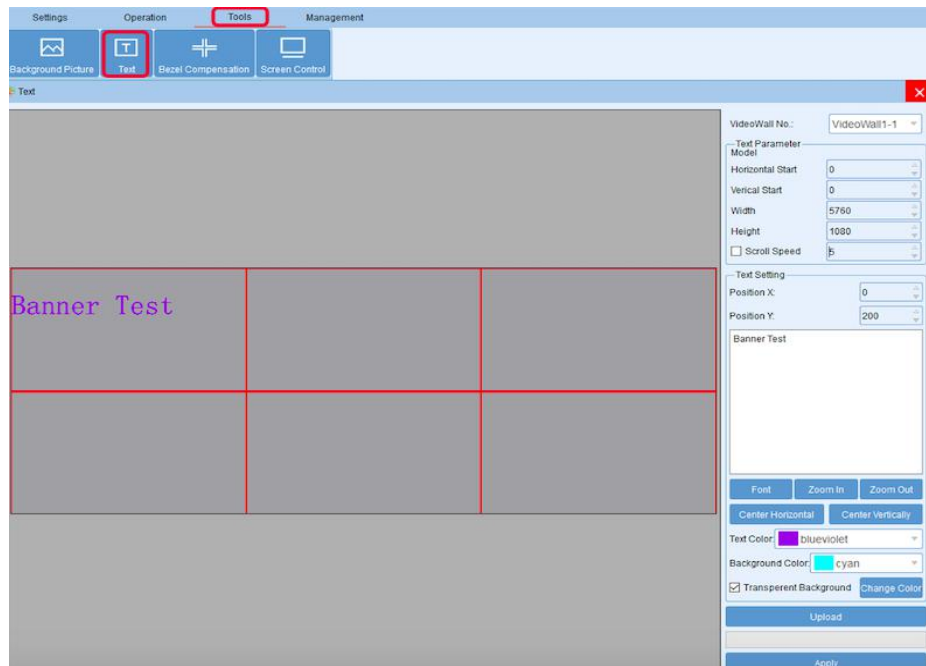 Settings Operation Tools Management
Background Picture Text Bezel Compensation Screen Control
Text
VideoWall No.: VideoWall1-1
Text Parameter
Model
Horizontal Start 0
Verical Start 0
Width 5760
Height 1080
Scroll Speed 5
Text Setting
Position X: 0
Position Y: 200
Banner Test
Banner Test
Font Zoom In Zoom Out
Center Horizontal Center Vertically
Text Color: blueviolet
Background Color: cyan
Transperent Background Change Color
Upload
Apply